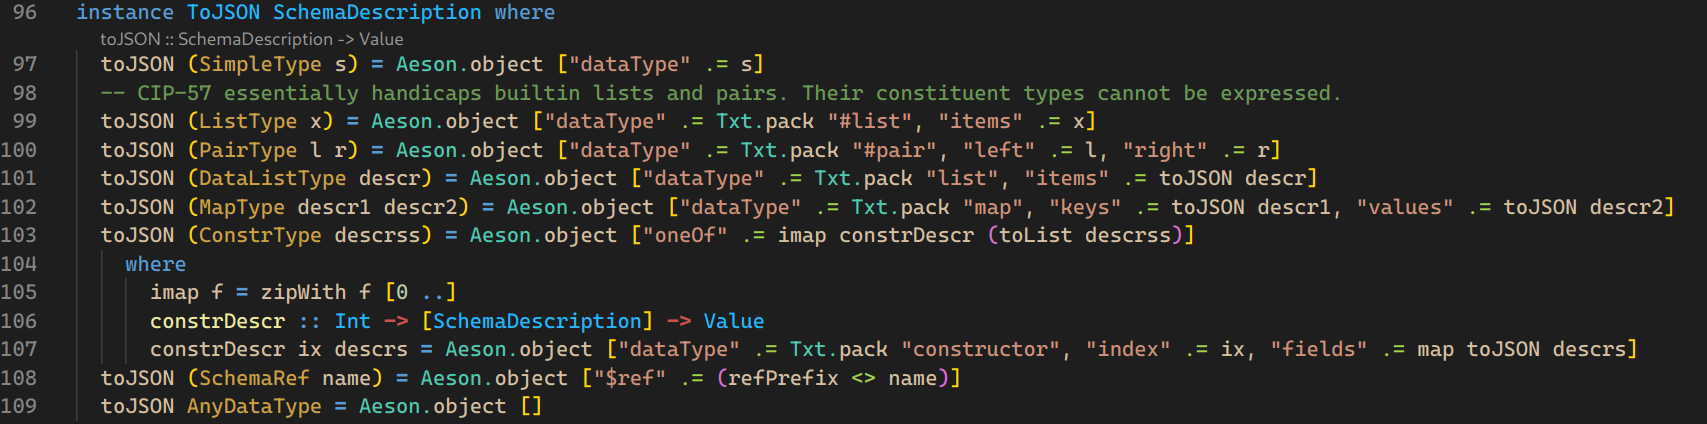 96 instance ToJSON SchemaDescription where
toJSON :: SchemaDescription -> Value
97 toJSON (SimpleType s) = Aeson.object ["dataType" .= s]
98 -- CIP-57 essentially handicaps builtin lists and pairs. Their constituent types cannot be expressed.
99 toJSON (ListType x) = Aeson.object ["dataType" .= Txt.pack "#list", "items" .= x]
100 toJSON (PairType l r) = Aeson.object ["dataType" .= Txt.pack "#pair", "left" .= l, "right" .= r]
101 toJSON (DataListType descr) = Aeson.object ["dataType" .= Txt.pack "list", "items" .= toJSON descr]
102 toJSON (MapType descr1 descr2) = Aeson.object ["dataType" .= Txt.pack "map", "keys" .= toJSON descr1, "values" .= toJSON descr2]
103 toJSON (ConstrType descrss) = Aeson.object ["oneOf" .= imap constrDescr (toList descrss)]
104 where
105 imap f = zipWith f [0 ..]
106 constrDescr :: Int -> [SchemaDescription] -> Value
107 constrDescr ix descrs = Aeson.object ["dataType" .= Txt.pack "constructor", "index" .= ix, "fields" .= map toJSON descrs]
108 toJSON (SchemaRef name) = Aeson.object ["$ref" .= (refPrefix <> name)]
109 toJSON AnyDataType = Aeson.object []